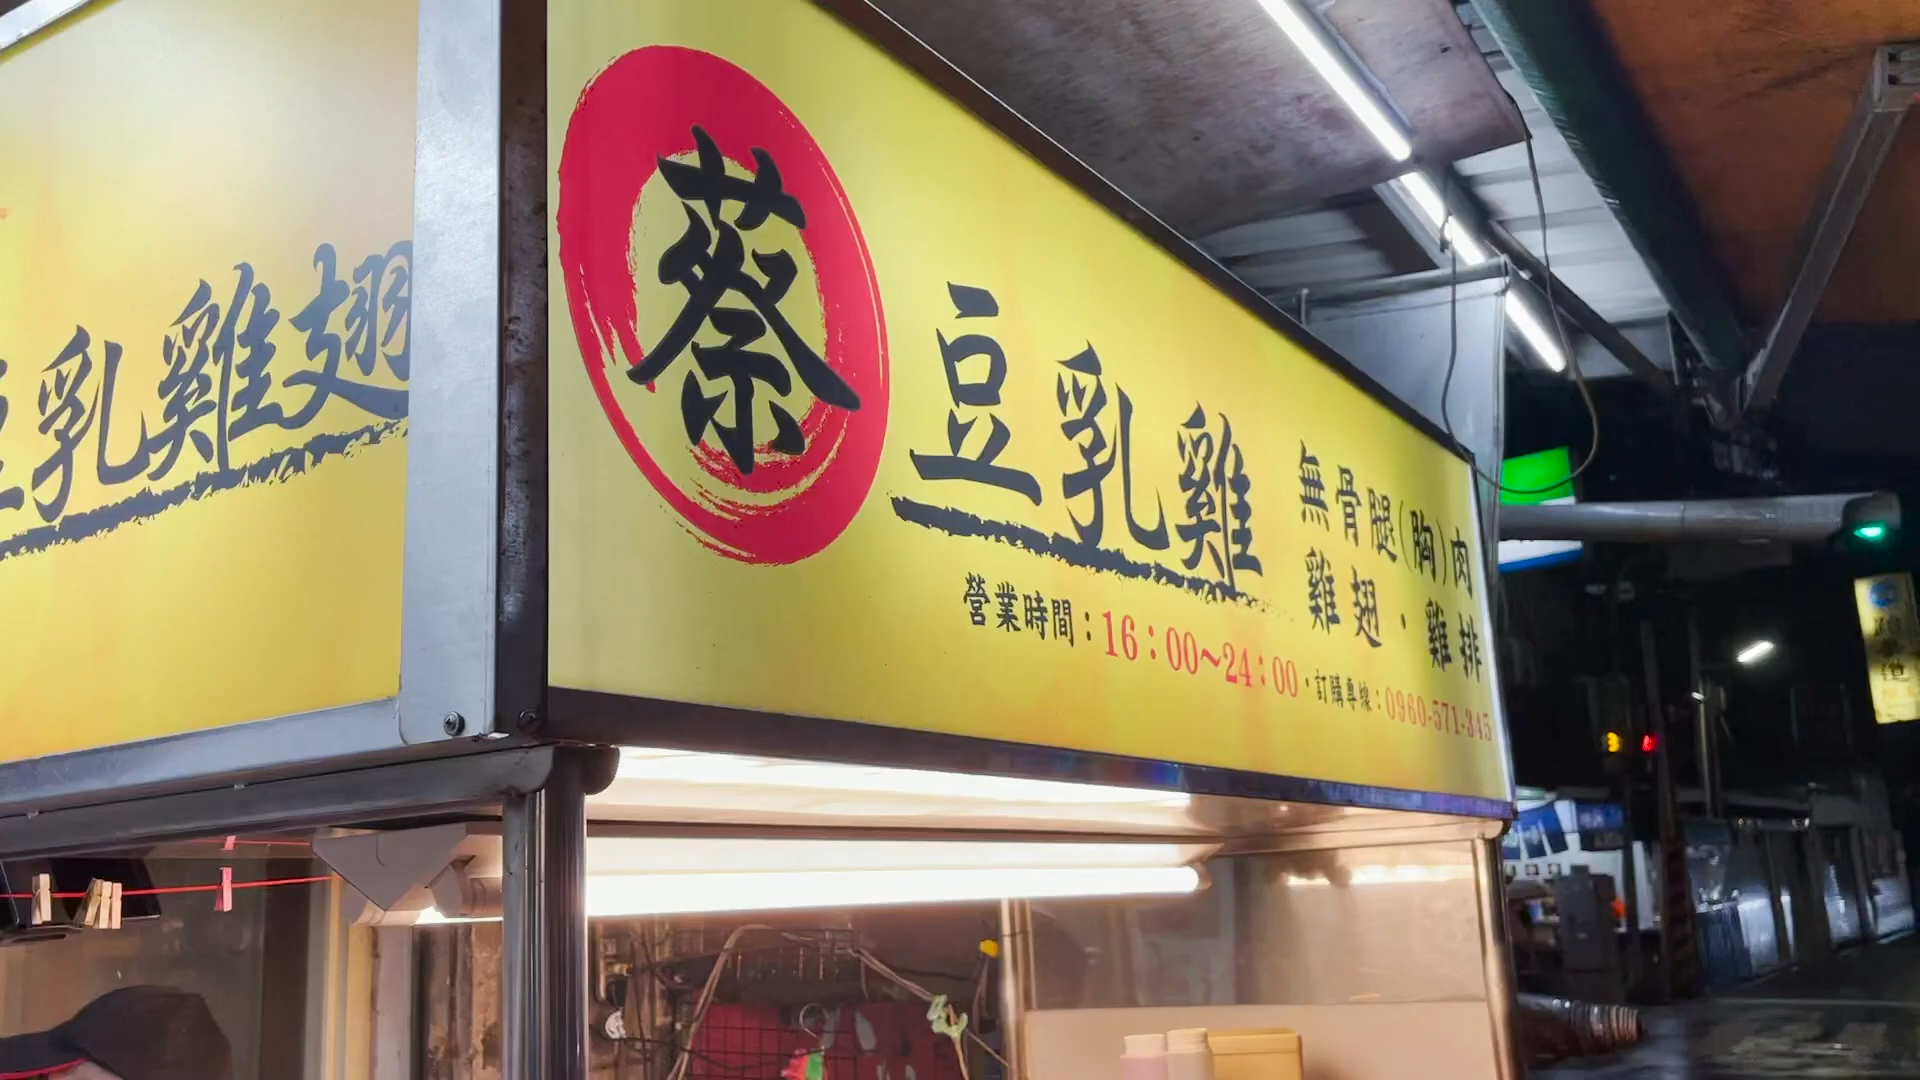 豆乳雞翅
蔡
豆乳雞
無骨腿(胸)肉
雞翅·雞排
營業時間：16:00~24:00·訂購專線：0960-571-345